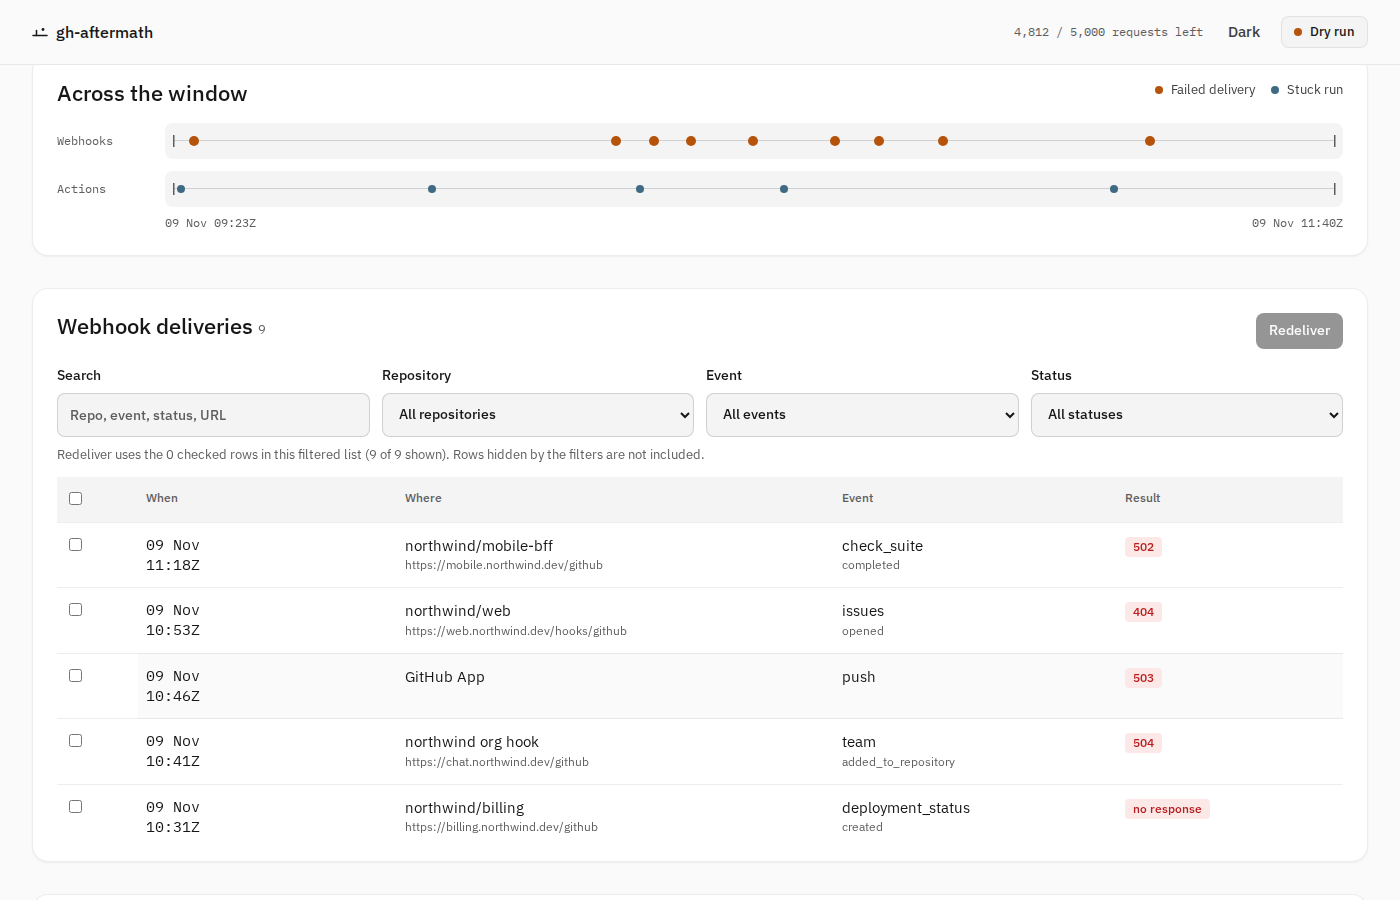 gh-aftermath
4,812 / 5,000 requests left
Dark
Dry run
Across the window
Failed delivery
Stuck run
Webhooks
Actions
09 Nov 09:23Z
09 Nov 11:40Z
Webhook deliveries 9
Redeliver
Search
Repository
Event
Status
Repo, event, status, URL
All repositories
All events
All statuses
Redeliver uses the 0 checked rows in this filtered list (9 of 9 shown). Rows hidden by the filters are not included.
When
Where
Event
Result
09 Nov
11:18Z
northwind/mobile-bff
https://mobile.northwind.dev/github
check_suite
completed
502
09 Nov
10:53Z
northwind/web
https://web.northwind.dev/hooks/github
issues
opened
404
09 Nov
10:46Z
GitHub App
push
503
09 Nov
10:41Z
northwind org hook
https://chat.northwind.dev/github
team
added_to_repository
504
09 Nov
10:31Z
northwind/billing
https://billing.northwind.dev/github
deployment_status
created
no response